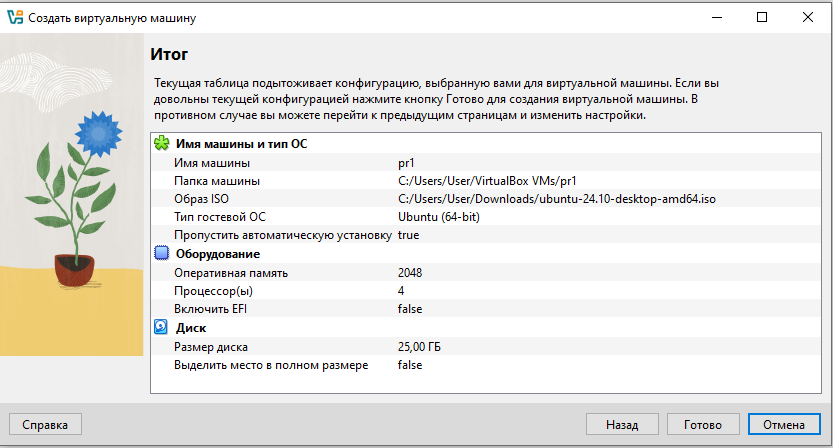 Создать виртуальную машину
Итог
Текущая таблица подытоживает конфигурацию, выбранную вами для виртуальной машины. Если вы
довольны текущей конфигурацией нажмите кнопку Готово для создания виртуальной машины. В
противном случае вы можете перейти к предыдущим страницам и изменить настройки.
Имя машины и тип ОС
Имя машины pr1
Папка машины C:/Users/User/VirtualBox VMs/pr1
Образ ISO C:/Users/User/Downloads/ubuntu-24.10-desktop-amd64.iso
Тип гостевой ОС Ubuntu (64-bit)
Пропустить автоматическую установку true
Оборудование
Оперативная память 2048
Процессор(ы) 4
Включить EFI false
Диск
Размер диска 25,00 ГБ
Выделить место в полном размере false
Справка Назад Готово Отмена